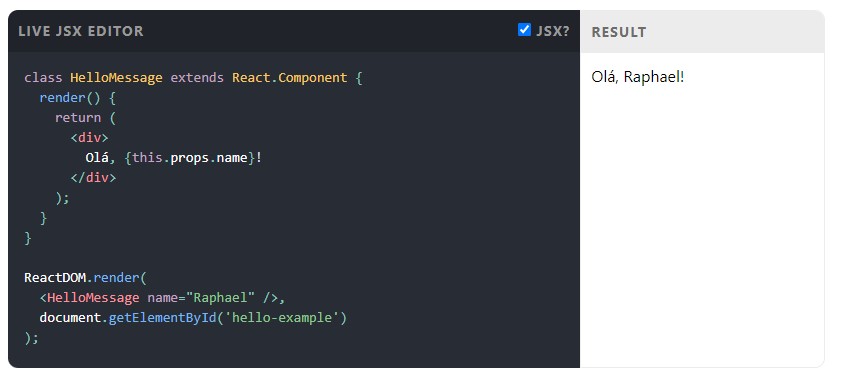 LIVE JSX EDITOR
JSX?
RESULT
class HelloMessage extends React.Component {
  render() {
    return (
      <div>
        Olá, {this.props.name}!
      </div>
    );
  }
}
ReactDOM.render(
  <HelloMessage name="Raphael" />,
  document.getElementById('hello-example')
);
Olá, Raphael!